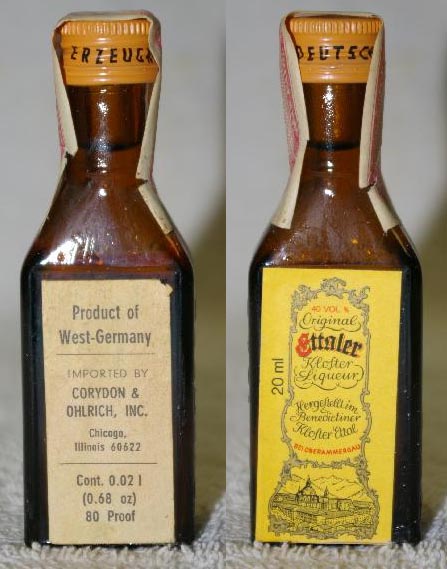 ERZEUG
Product of
West-Germany
IMPORTED BY
CORYDON &
OHLRICH, INC.
Chicago,
Illinois 60622
Cont. 0.02 l
(0.68 oz)
80 Proof
DEUTSC
40 VOL %
Original
Ettaler
Kloster
Liqueur
20 ml
Hergestellt im
Benedictiner
Kloster Ettal
BEI OBERAMMERGAU